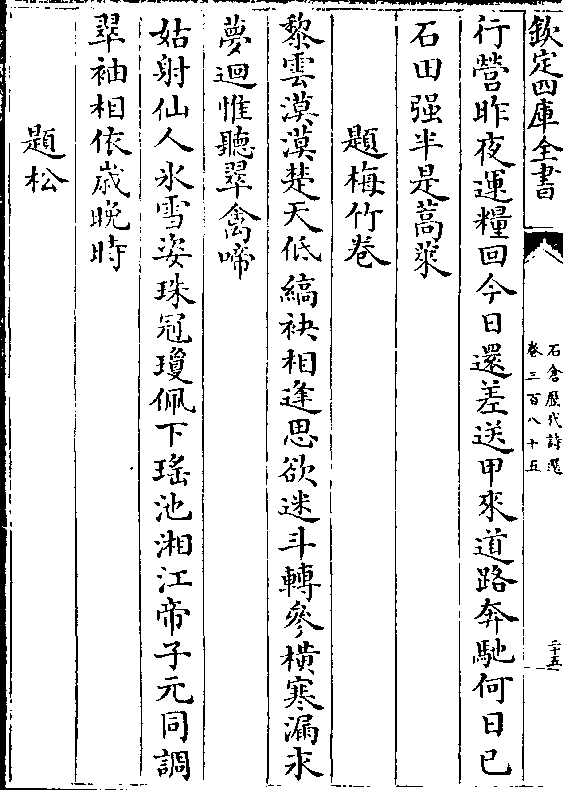 欽定四庫全書
石倉歷代詩選
卷三百八十五
二十五
行營昨夜運糧回今日還差送甲來道路奔馳何日已
石田强半是蒿萊
題梅竹卷
黎雲漠漠楚天低縞袂相逢思欲迷斗轉參橫寒漏永
夢迴惟聽翠禽啼
姑射仙人氷雪姿珠冠瓊佩下瑤池湘江帝子元同調
翠袖相依歲晩時
題松